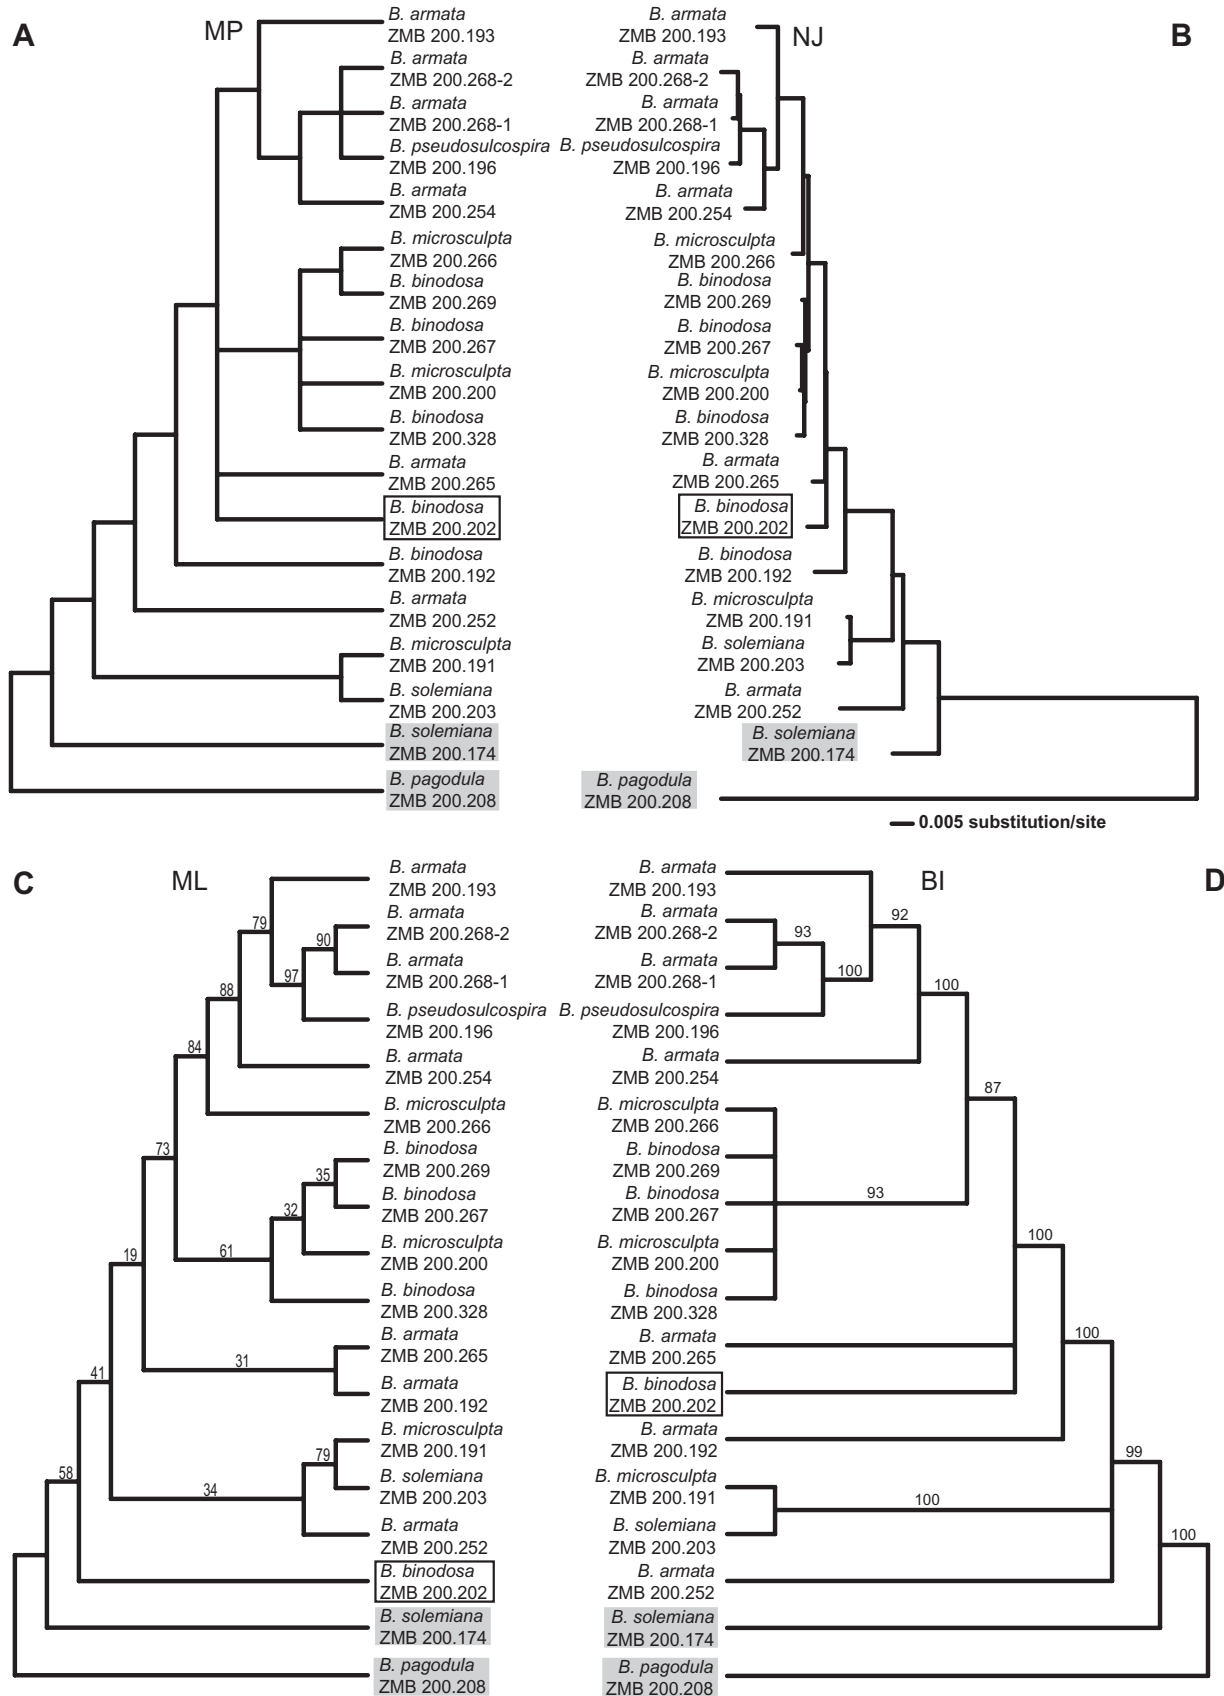 A
MP
B. armata
ZMB 200.193
B. armata
ZMB 200.268-2
B. armata
ZMB 200.268-1
B. pseudosulcospira
ZMB 200.196
B. armata
ZMB 200.254
B. microsculpta
ZMB 200.266
B. binodosa
ZMB 200.269
B. binodosa
ZMB 200.267
B. microsculpta
ZMB 200.200
B. binodosa
ZMB 200.328
B. armata
ZMB 200.265
B. binodosa
ZMB 200.202
B. binodosa
ZMB 200.192
B. armata
ZMB 200.252
B. microsculpta
ZMB 200.191
B. solemiana
ZMB 200.203
B. solemiana
ZMB 200.174
B. pagodula
ZMB 200.208
B
NJ
B. armata
ZMB 200.193
B. armata
ZMB 200.268-2
B. armata
ZMB 200.268-1
B. pseudosulcospira
ZMB 200.196
B. armata
ZMB 200.254
B. microsculpta
ZMB 200.266
B. binodosa
ZMB 200.269
B. binodosa
ZMB 200.267
B. microsculpta
ZMB 200.200
B. binodosa
ZMB 200.328
B. armata
ZMB 200.265
B. binodosa
ZMB 200.202
B. binodosa
ZMB 200.192
B. microsculpta
ZMB 200.191
B. solemiana
ZMB 200.203
B. armata
ZMB 200.252
B. solemiana
ZMB 200.174
B. pagodula
ZMB 200.208
0.005 substitution/site
C
ML
B. armata
ZMB 200.193
79
B. armata
ZMB 200.268-2
90
B. armata
ZMB 200.268-1
97
88
B. pseudosulcospira
ZMB 200.196
84
B. armata
ZMB 200.254
B. microsculpta
ZMB 200.266
73
B. binodosa
ZMB 200.269
35
B. binodosa
ZMB 200.267
32
B. microsculpta
ZMB 200.200
61
19
B. binodosa
ZMB 200.328
B. armata
ZMB 200.265
31
41
B. armata
ZMB 200.192
B. microsculpta
ZMB 200.191
79
58
B. solemiana
ZMB 200.203
34
B. armata
ZMB 200.252
B. binodosa
ZMB 200.202
B. solemiana
ZMB 200.174
B. pagodula
ZMB 200.208
D
BI
B. armata
ZMB 200.193
92
B. armata
ZMB 200.268-2
93
B. armata
ZMB 200.268-1
100
100
B. pseudosulcospira
ZMB 200.196
B. armata
ZMB 200.254
87
B. microsculpta
ZMB 200.266
B. binodosa
ZMB 200.269
B. binodosa
ZMB 200.267
93
B. microsculpta
ZMB 200.200
100
B. binodosa
ZMB 200.328
B. armata
ZMB 200.265
100
B. binodosa
ZMB 200.202
B. armata
ZMB 200.192
99
B. microsculpta
ZMB 200.191
100
B. solemiana
ZMB 200.203
100
B. armata
ZMB 200.252
B. solemiana
ZMB 200.174
B. pagodula
ZMB 200.208